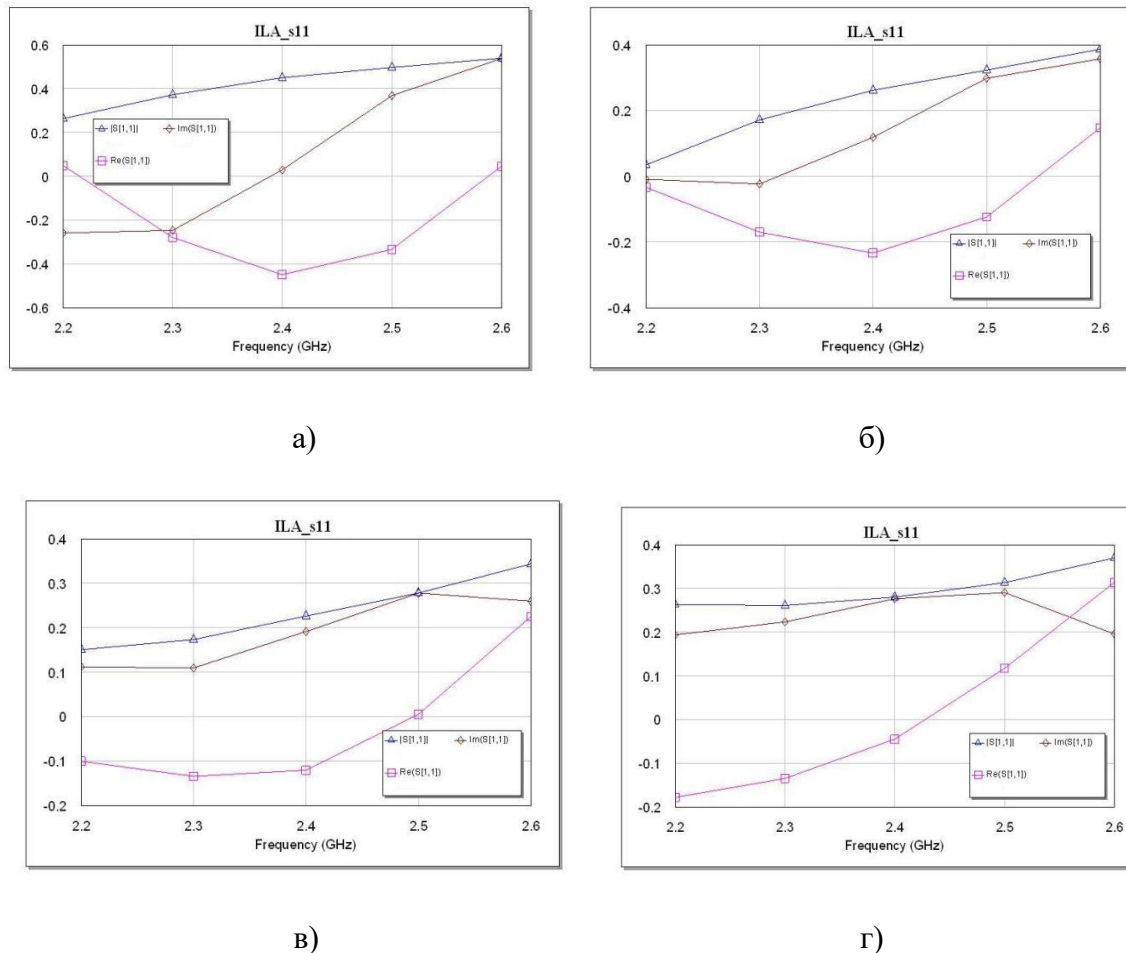 ILA_s11
0.6
0.4
0.2
0
-0.2
-0.4
-0.6
|S[1,1]| Im(S[1,1])
Re(S[1,1])
2.2 2.3 2.4 2.5 2.6
Frequency (GHz)
а)
ILA_s11
0.4
0.2
0
-0.2
-0.4
|S[1,1]| Im(S[1,1])
Re(S[1,1])
2.2 2.3 2.4 2.5 2.6
Frequency (GHz)
б)
ILA_s11
0.4
0.3
0.2
0.1
0
-0.1
-0.2
|S[1,1]| Im(S[1,1])
Re(S[1,1])
2.2 2.3 2.4 2.5 2.6
Frequency (GHz)
в)
ILA_s11
0.4
0.3
0.2
0.1
0
-0.1
-0.2
|S[1,1]| Im(S[1,1])
Re(S[1,1])
2.2 2.3 2.4 2.5 2.6
Frequency (GHz)
г)